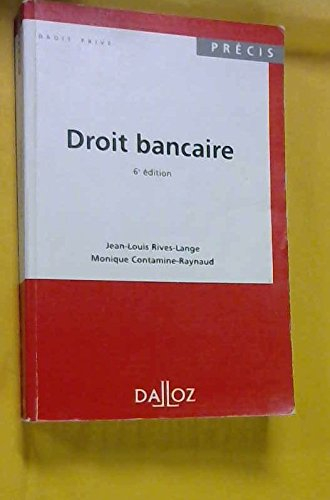 DROIT PRIVÉ
PRÉCIS
Droit bancaire
6e édition
Jean-Louis Rives-Lange
Monique Contamine-Raynaud
DALLOZ